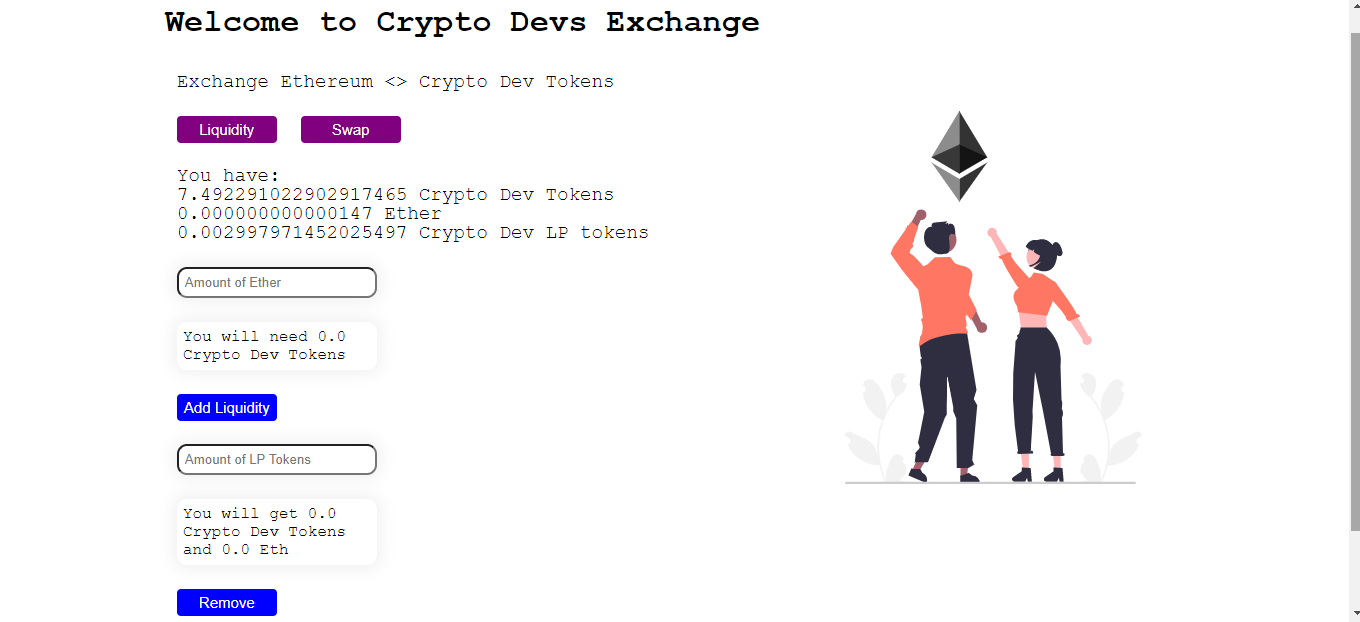 Welcome to Crypto Devs Exchange
Exchange Ethereum <> Crypto Dev Tokens
Liquidity Swap
You have:
7.492291022902917465 Crypto Dev Tokens
0.000000000000147 Ether
0.002997971452025497 Crypto Dev LP tokens
Amount of Ether
You will need 0.0
Crypto Dev Tokens
Add Liquidity
Amount of LP Tokens
You will get 0.0
Crypto Dev Tokens
and 0.0 Eth
Remove